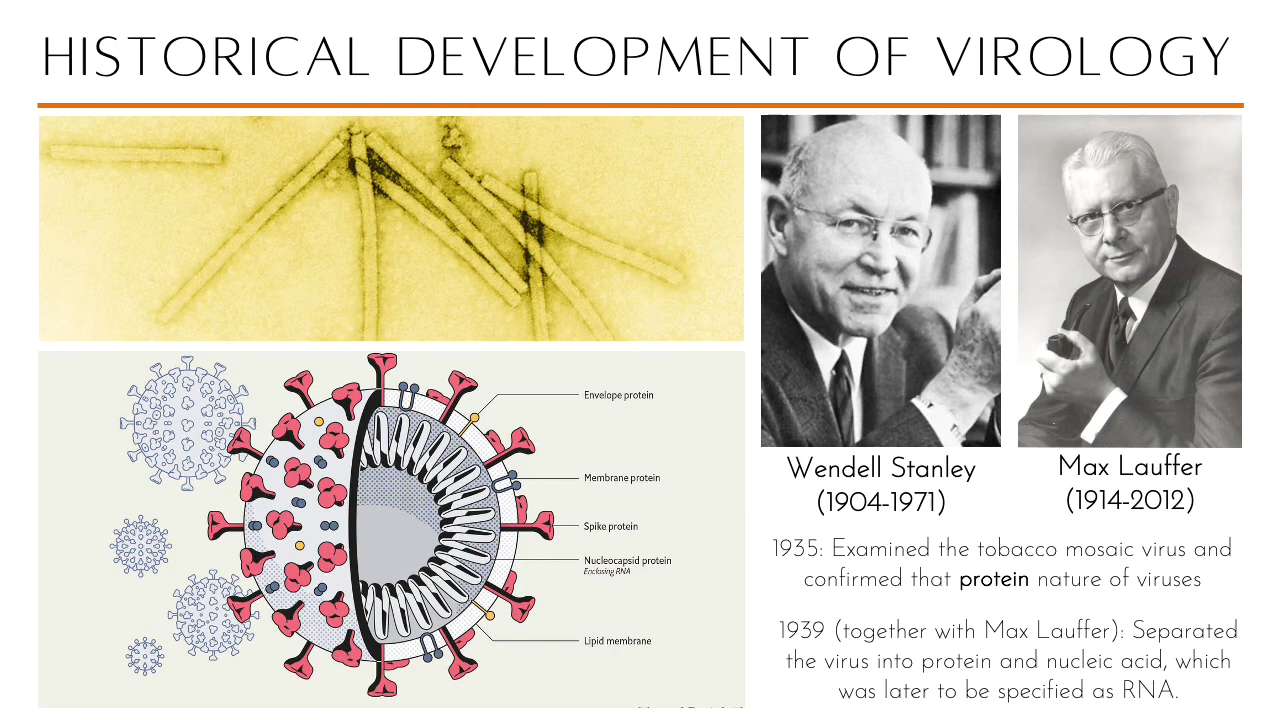 HISTORICAL DEVELOPMENT OF VIROLOGY
Envelope protein
Membrane protein
Spike protein
Nucleocapsid protein
Enclosing RNA
Lipid membrane
Wendell Stanley
(1904-1971)
Max Lauffer
(1914-2012)
1935: Examined the tobacco mosaic virus and
confirmed that protein nature of viruses
1939 (together with Max Lauffer): Separated
the virus into protein and nucleic acid, which
was later to be specified as RNA.